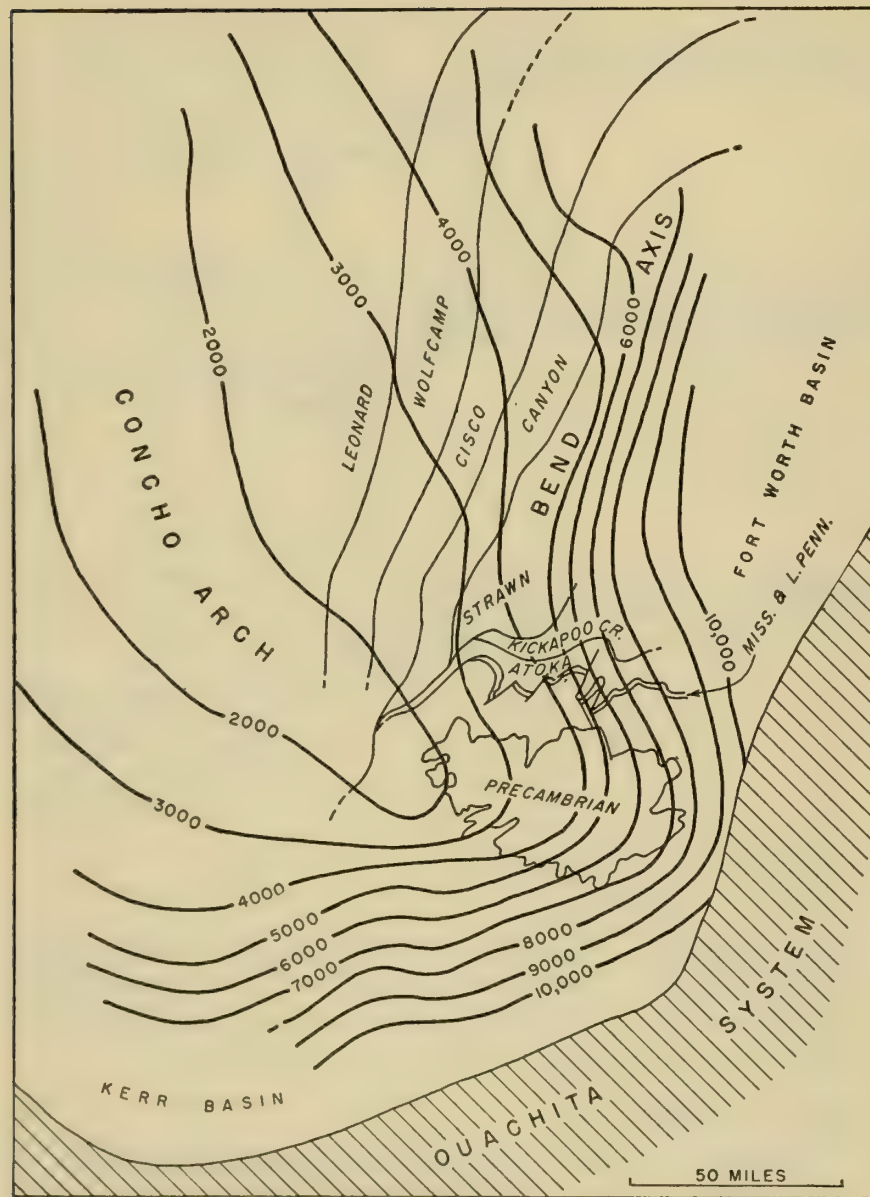 4000
3000
2000
AXIS
6000
WOLFCAMP
LEONARD
CISCO
CANYON
CONCHO ARCH
BEND
FORT WORTH BASIN
MISS. & L. PENN.
10,000
STRAWN
KICKAPOO CR.
ATOKA
2000
PRECAMBRIAN
3000
4000
5000
6000
7000
8000
9000
10,000
KERR BASIN
OUACHITA SYSTEM
50 MILES